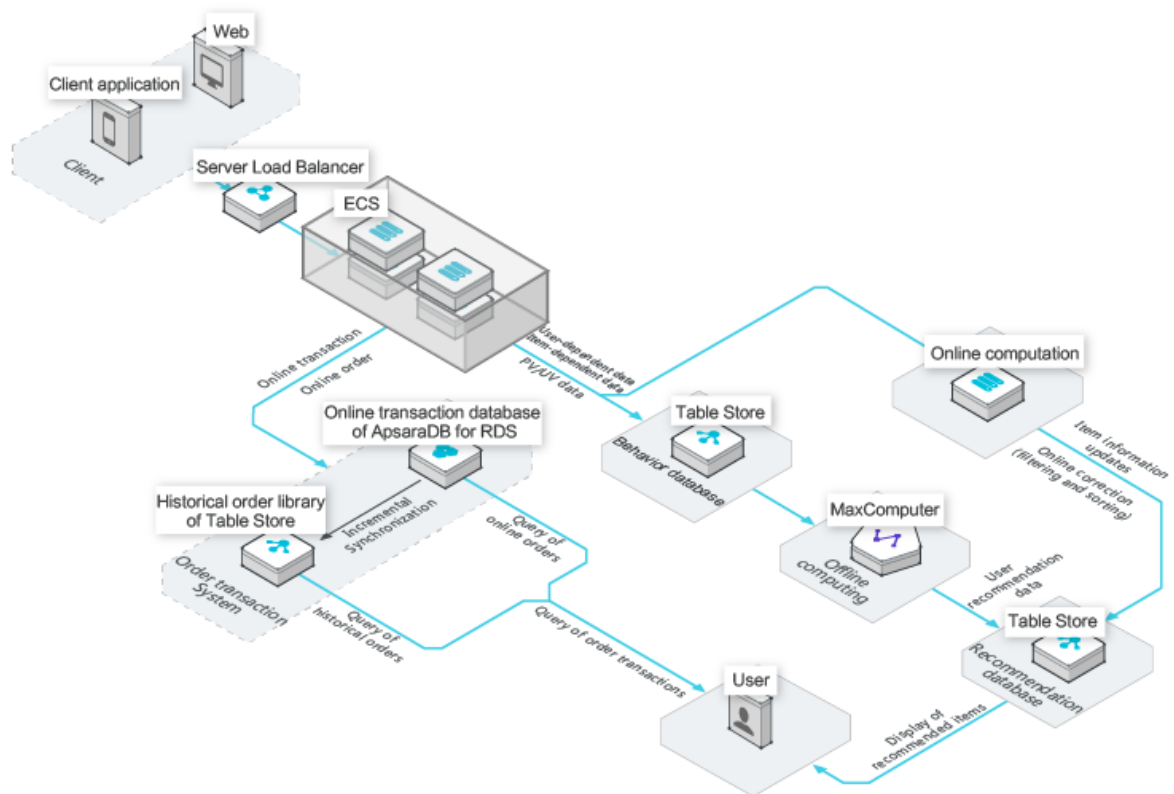 Web
Client application
Client
Server Load Balancer
ECS
Online transaction
Online order
User-dependent data
Item-dependent data
PV/UV data
Online computation
Table Store
Behavior database
Item information
updates
Online correction
(filtering and sorting)
Online transaction database
of ApsaraDB for RDS
Historical order library
of Table Store
Incremental
Synchronization
Query of
online orders
Order transaction
System
Query of
historical orders
MaxComputer
Offline
computing
User
recommendation
data
Table Store
Recommendation
database
Query of order transactions
User
Display of
recommended items